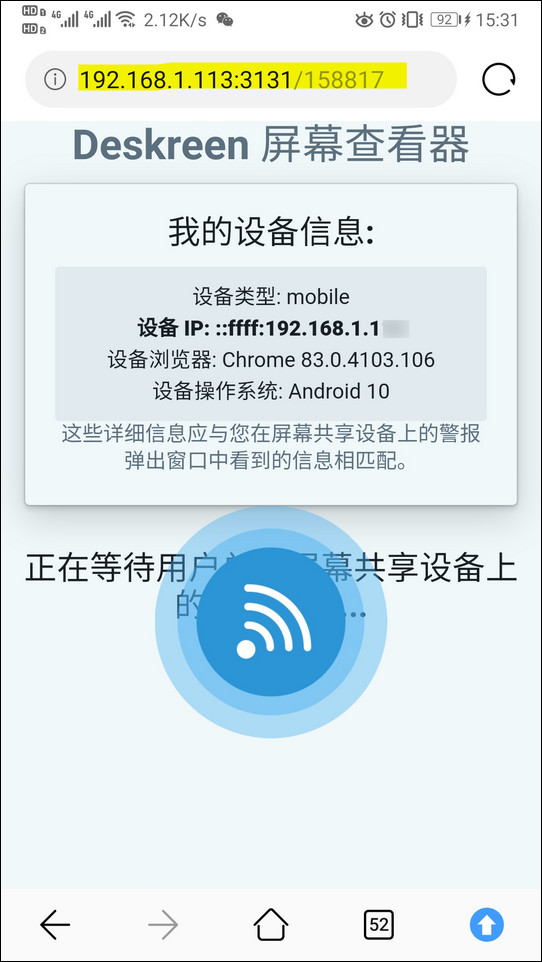 HD 1 4G 4G 2.12K/s 92 15:31
HD 2
192.168.1.113:3131/158817
Deskreen 屏幕查看器
我的设备信息:
设备类型: mobile
设备 IP: ::ffff:192.168.1.1
设备浏览器: Chrome 83.0.4103.106
设备操作系统: Android 10
这些详细信息应与您在屏幕共享设备上的警报
弹出窗口中看到的信息相匹配。
正在等待用户 屏幕共享设备上
的 ...
52